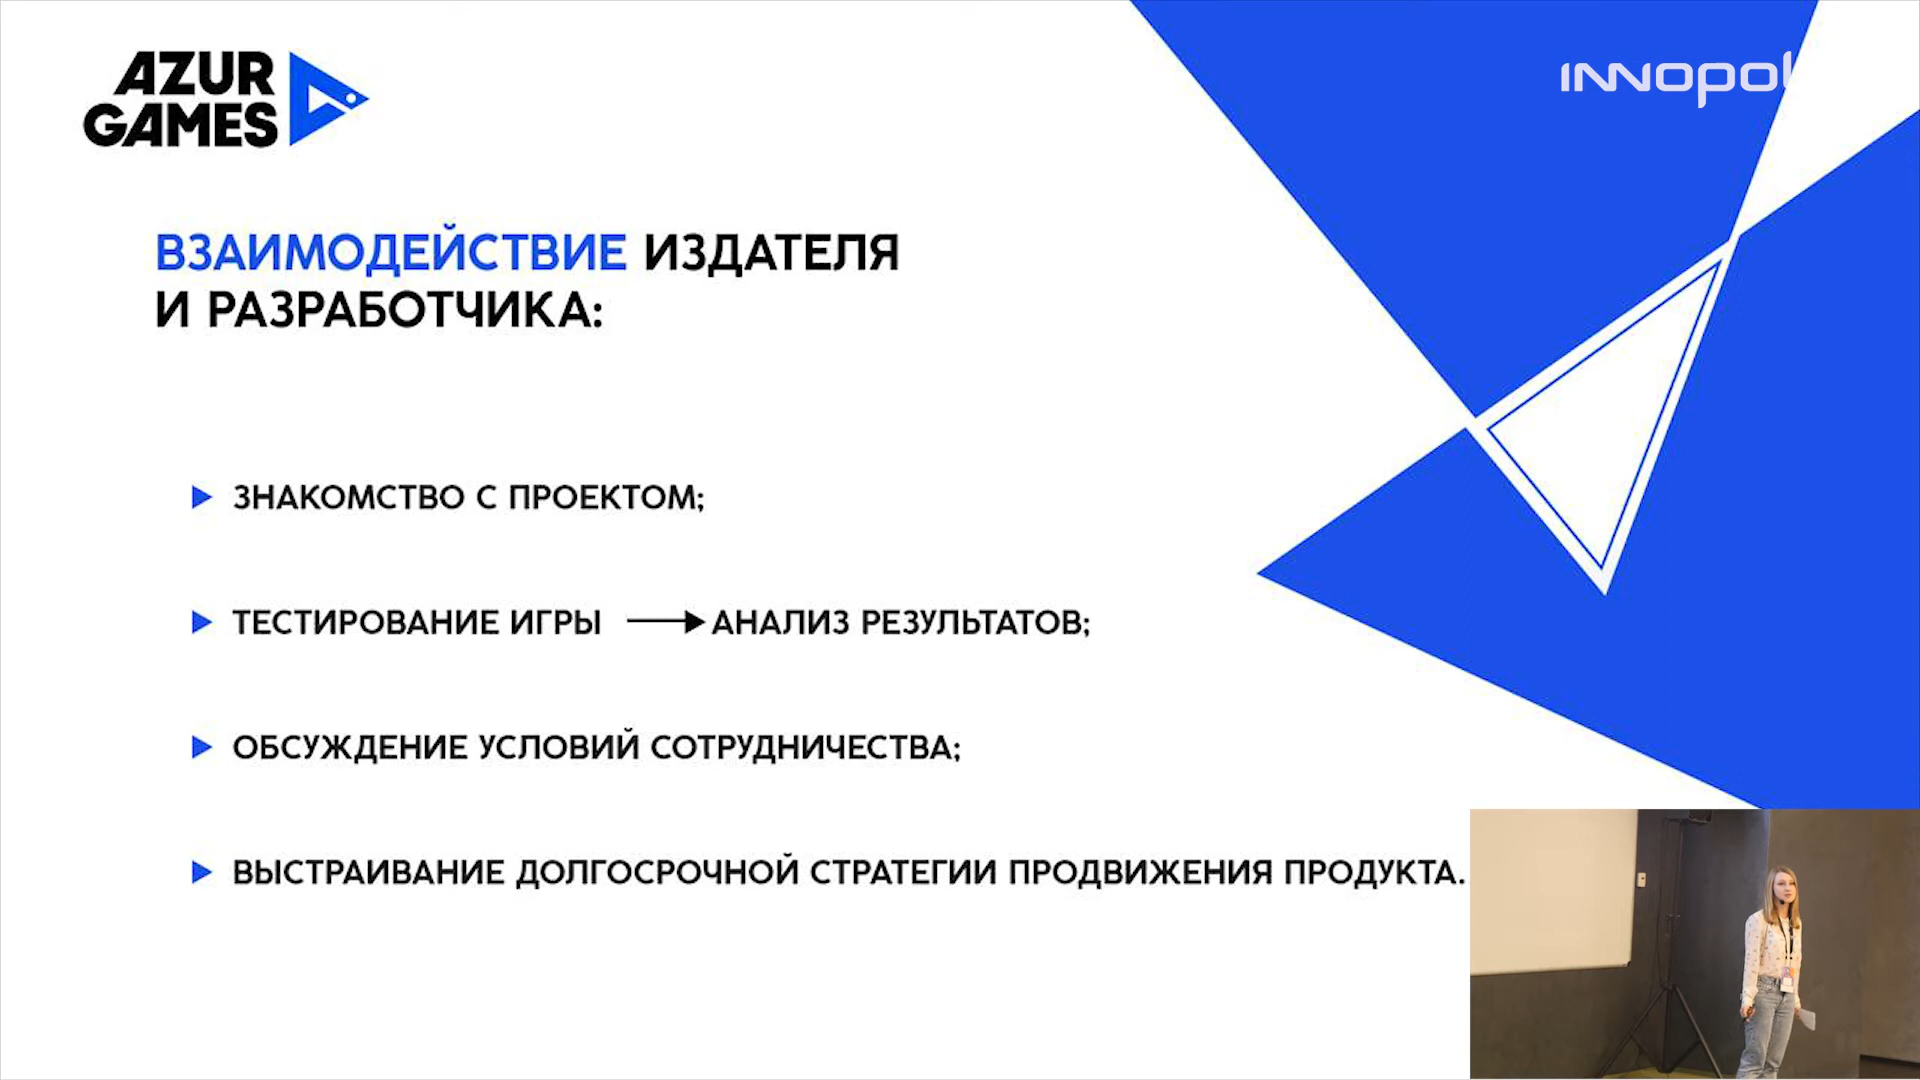 AZUR
GAMES
INNOPOL
ВЗАИМОДЕЙСТВИЕ ИЗДАТЕЛЯ
И РАЗРАБОТЧИКА:
ЗНАКОМСТВО С ПРОЕКТОМ;
ТЕСТИРОВАНИЕ ИГРЫ → АНАЛИЗ РЕЗУЛЬТАТОВ;
ОБСУЖДЕНИЕ УСЛОВИЙ СОТРУДНИЧЕСТВА;
ВЫСТРАИВАНИЕ ДОЛГОСРОЧНОЙ СТРАТЕГИИ ПРОДВИЖЕНИЯ ПРОДУКТА.